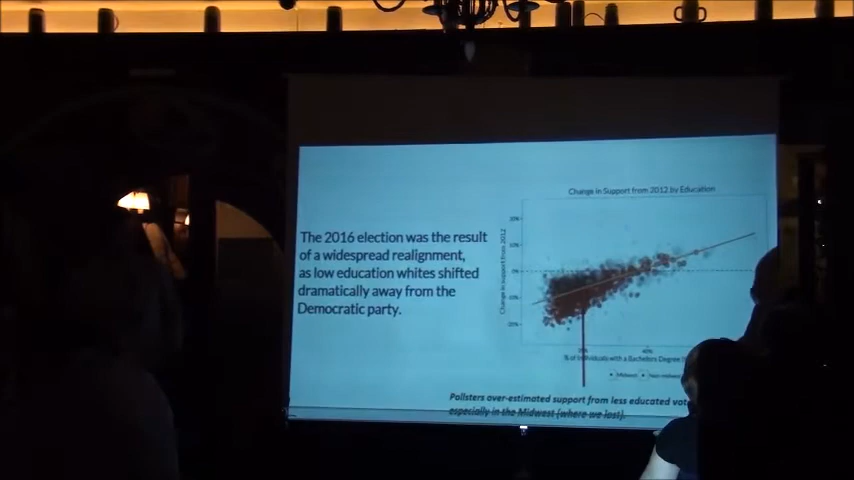 Change in Support from 2012 by Education
The 2016 election was the result
of a widespread realignment,
as low education whites shifted
dramatically away from the
Democratic party.
Change in support from 2012
20%
10%
0%
10%
20%
40%
% of Individuals with a Bachelors Degree
Midwest
Pollsters over-estimated support from less educated
especially in the Midwest (where we lost).